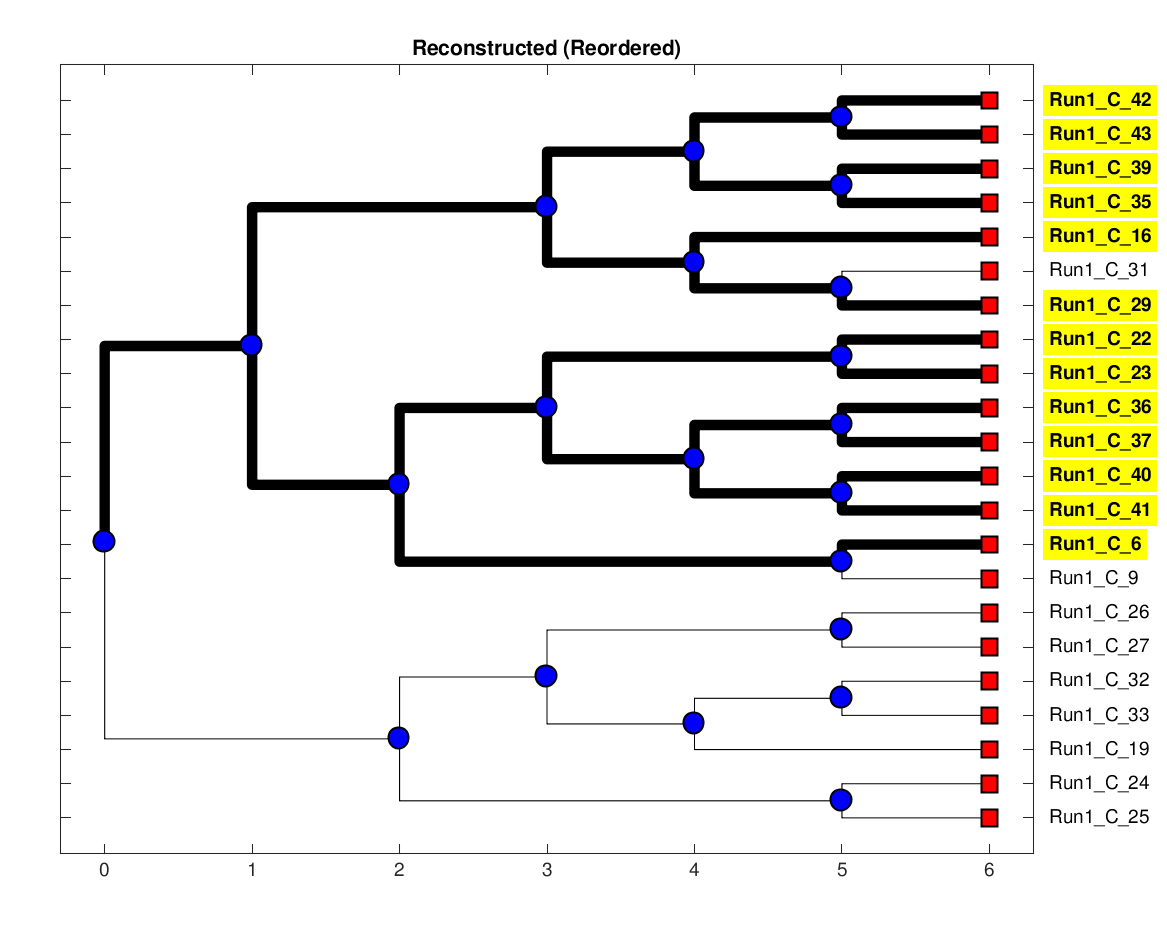 Reconstructed (Reordered)
Run1_C_42
Run1_C_43
Run1_C_39
Run1_C_35
Run1_C_16
Run1_C_31
Run1_C_29
Run1_C_22
Run1_C_23
Run1_C_36
Run1_C_37
Run1_C_40
Run1_C_41
Run1_C_6
Run1_C_9
Run1_C_26
Run1_C_27
Run1_C_32
Run1_C_33
Run1_C_19
Run1_C_24
Run1_C_25
0 1 2 3 4 5 6